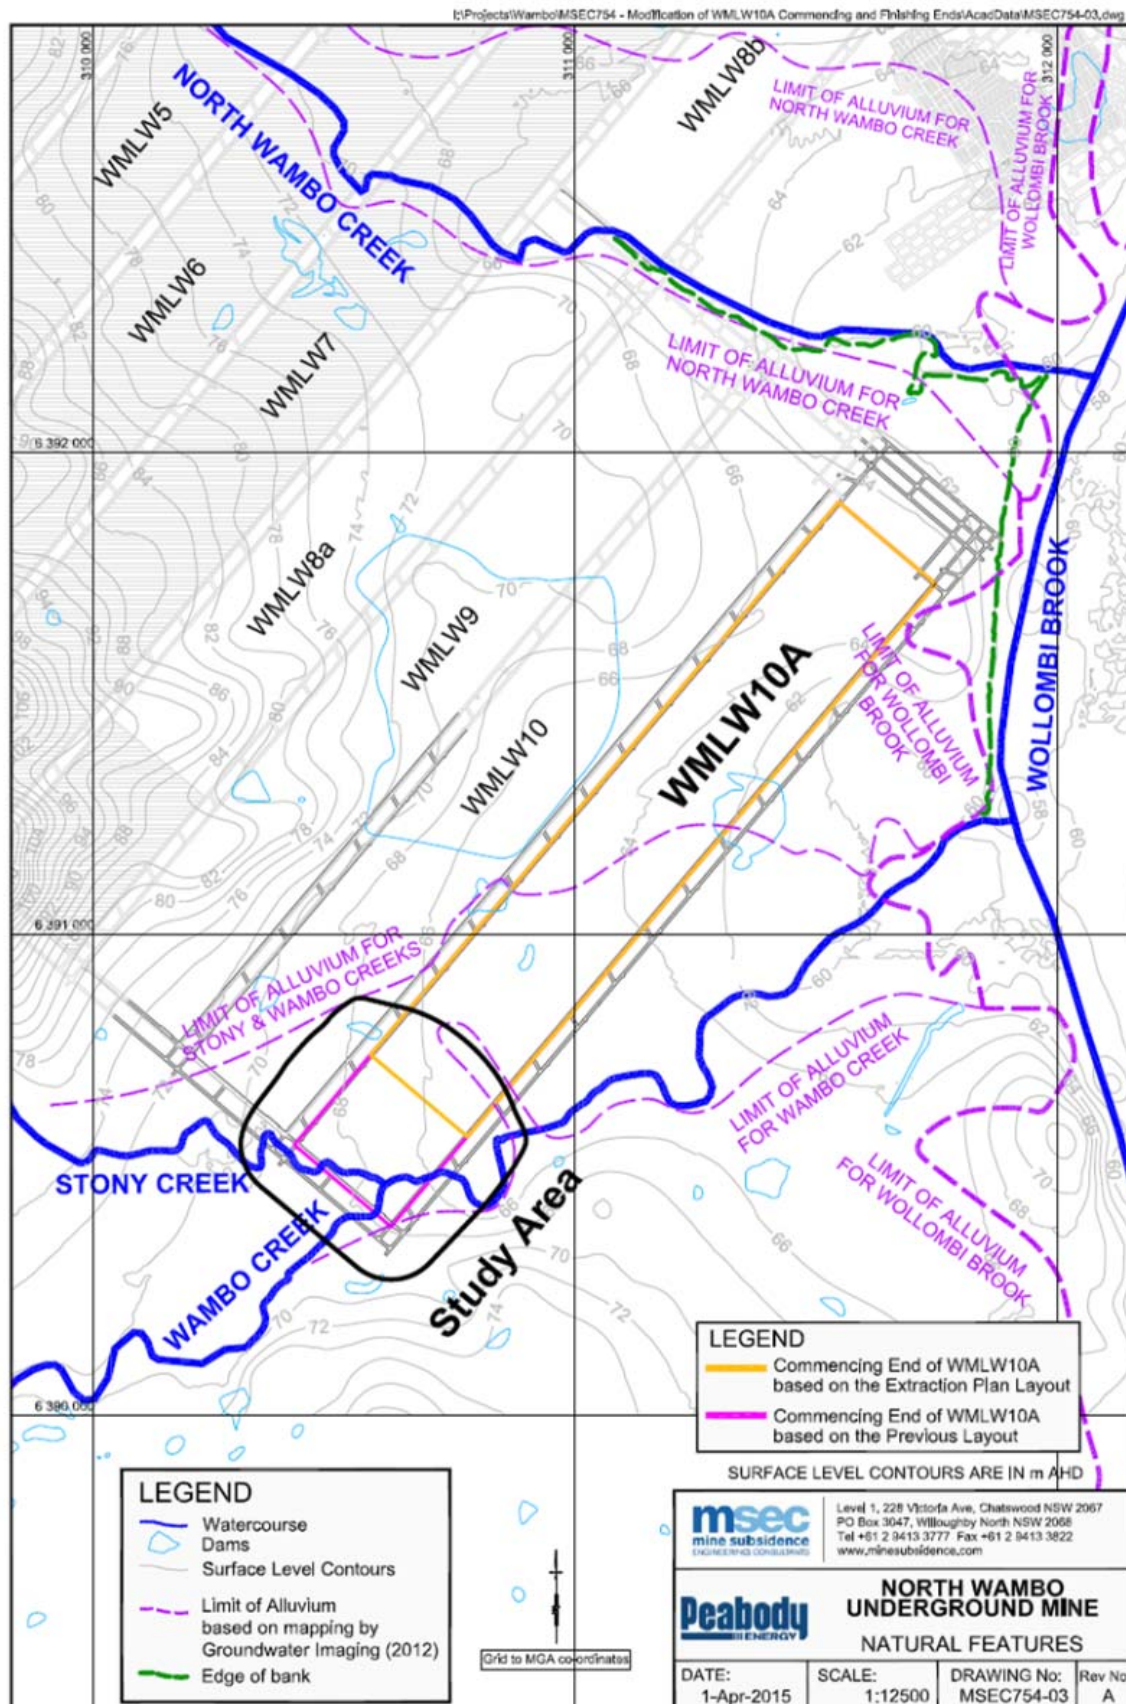 I:\Projects\Wambo\MSEC754 - Modification of WMLW10A Commencing and Finishing Ends\AcadData\MSEC754-03.dwg
310 000
311 000
312 000
NORTH WAMBO CREEK
WMLW5
WMLW6
WMLW7
WMLW8b
LIMIT OF ALLUVIUM FOR
NORTH WAMBO CREEK
LIMIT OF ALLUVIUM FOR
WOLLOMBI BROOK
LIMIT OF ALLUVIUM FOR
NORTH WAMBO CREEK
6 392 000
WMLW8a
WMLW9
WMLW10
WMLW10A
LIMIT OF ALLUVIUM
FOR WOLLOMBI
BROOK
WOLLOMBI BROOK
6 391 000
LIMIT OF ALLUVIUM FOR
STONY & WAMBO CREEKS
LIMIT OF ALLUVIUM
FOR WAMBO CREEK
STONY CREEK
WAMBO CREEK
Study Area
LIMIT OF ALLUVIUM
FOR WOLLOMBI BROOK
6 390 000
LEGEND
Commencing End of WMLW10A
based on the Extraction Plan Layout
Commencing End of WMLW10A
based on the Previous Layout
SURFACE LEVEL CONTOURS ARE IN m AHD
LEGEND
Watercourse
Dams
Surface Level Contours
Limit of Alluvium
based on mapping by
Groundwater Imaging (2012)
Edge of bank
Grid to MGA co-ordinates
msec
mine subsidence
ENGINEERING CONSULTANTS
Level 1, 228 Victoria Ave, Chatswood NSW 2067
PO Box 3047, Willoughby North NSW 2068
Tel +61 2 9413 3777 Fax +61 2 9413 3822
www.minesubsidence.com
Peabody
ENERGY
NORTH WAMBO
UNDERGROUND MINE
NATURAL FEATURES
DATE:
1-Apr-2015
SCALE:
1:12500
DRAWING No:
MSEC754-03
Rev No
A